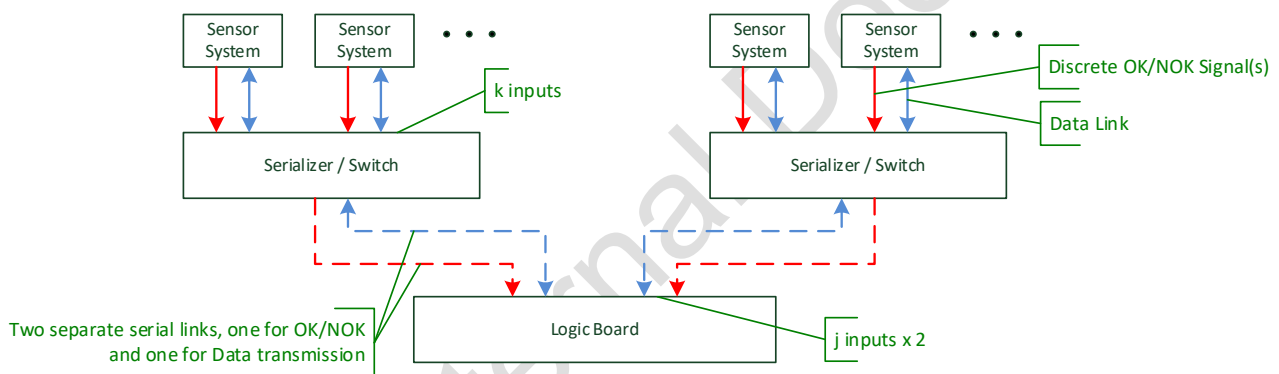 Sensor
System
Sensor
System
Sensor
System
Sensor
System
Discrete OK/NOK Signal(s)
k inputs
Data Link
Serializer / Switch
Serializer / Switch
Two separate serial links, one for OK/NOK
and one for Data transmission
Logic Board
j inputs x 2